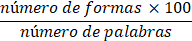 número de formas × 100
número de palabras